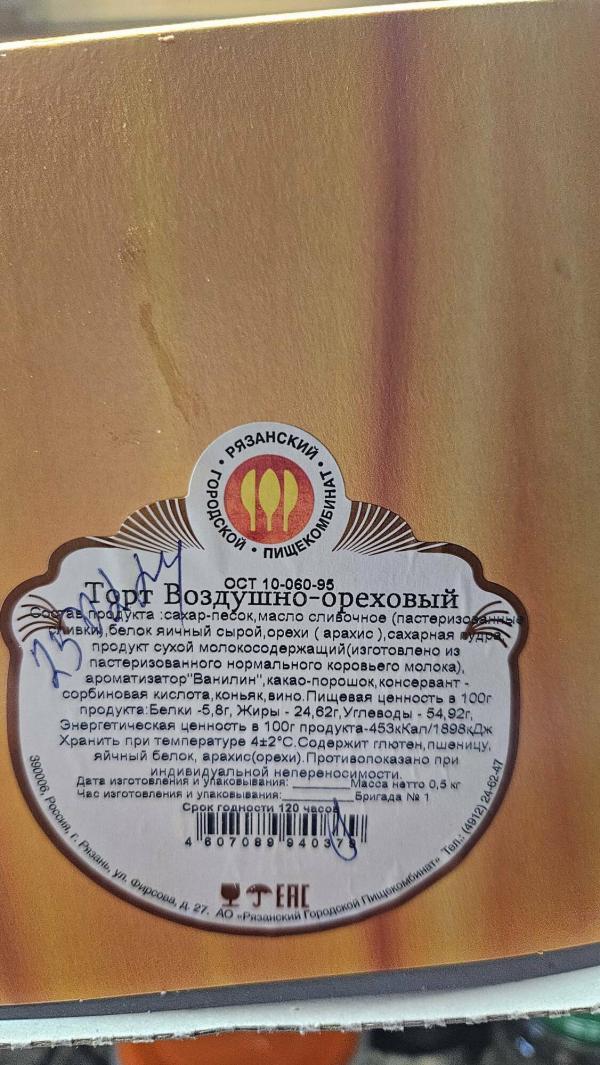 РЯЗАНСКИЙ • ГОРОДСКОЙ • ПИЩЕКОМБИНАТ •
ОСТ 10-060-95
Торт Воздушно-ореховый
Состав продукта :сахар-песок,масло сливочное (пастеризованные
сливки),белок яичный сырой,орехи ( арахис ),сахарная пудра,
продукт сухой молокосодержащий(изготовлено из
пастеризованного нормального коровьего молока),
ароматизатор"Ванилин",какао-порошок,консервант -
сорбиновая кислота,коньяк,вино.Пищевая ценность в 100г
продукта:Белки -5,8г, Жиры - 24,62г,Углеводы - 54,92г,
Энергетическая ценность в 100г продукта-453кКал/1898кДж
Хранить при температуре 4±2°С.Содержит глютен,пшеницу,
яйчный белок, арахис(орехи).Противопоказано при
индивидуальной непереносимости.
Дата изготовления и упаковывания: Масса нетто 0,5 кг
Час изготовления и упаковывания: Бригада № 1
Срок годности 120 часов
4 607089 940379
EAC
390006, Россия, г. Рязань, ул. Фирсова, д. 27. АО «Рязанский Городской Пищекомбинат» Тел.: (4912) 24-62-47